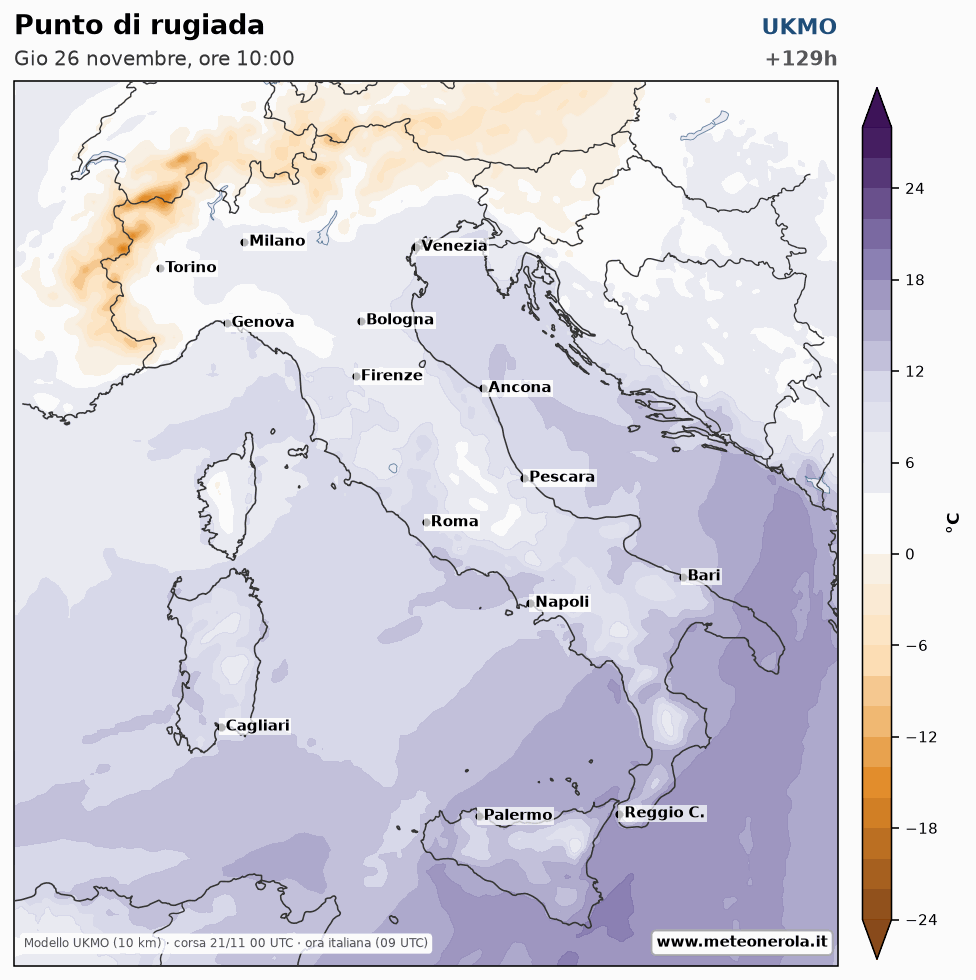 Punto di rugiada
UKMO
Gio 26 novembre, ore 10:00
+129h
Milano
Venezia
Torino
Genova
Bologna
Firenze
Ancona
Pescara
Roma
Bari
Napoli
Cagliari
Palermo
Reggio C.
24
18
12
6
0
−6
−12
−18
−24
°C
Modello UKMO (10 km) · corsa 21/11 00 UTC · ora italiana (09 UTC)
www.meteonerola.it